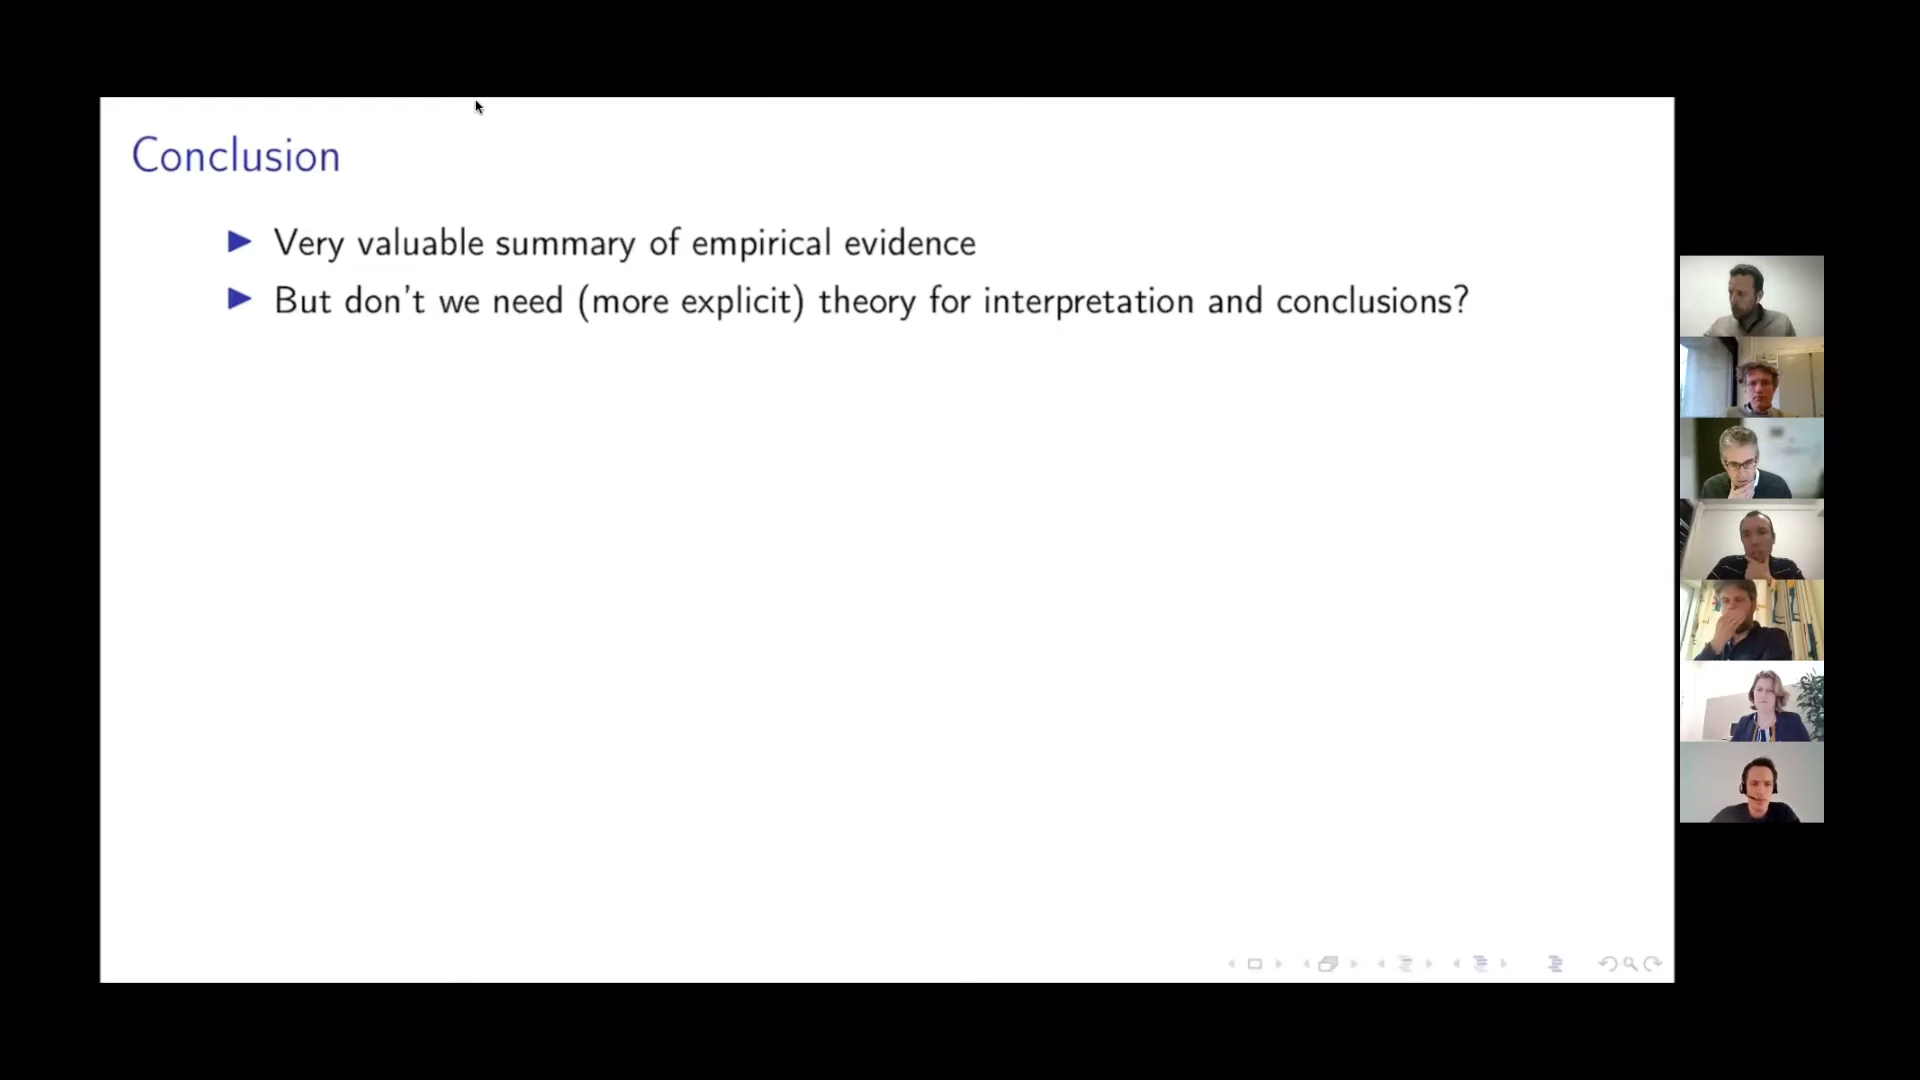 Conclusion
Very valuable summary of empirical evidence
But don't we need (more explicit) theory for interpretation and conclusions?